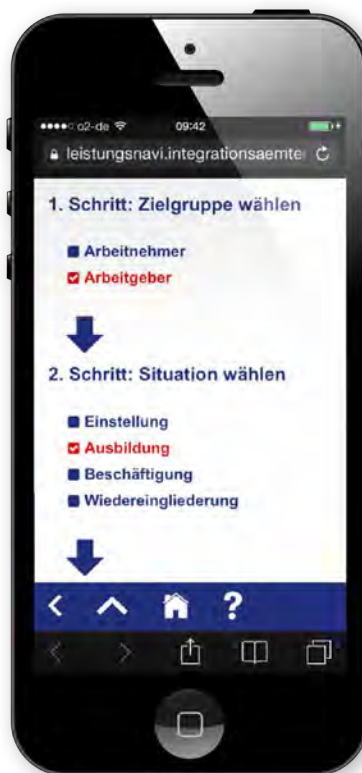 o2-de 09:42
leistungsnavi.integrationsaemte
1. Schritt: Zielgruppe wählen
Arbeitnehmer
Arbeitgeber
2. Schritt: Situation wählen
Einstellung
Ausbildung
Beschäftigung
Wiedereingliederung
?